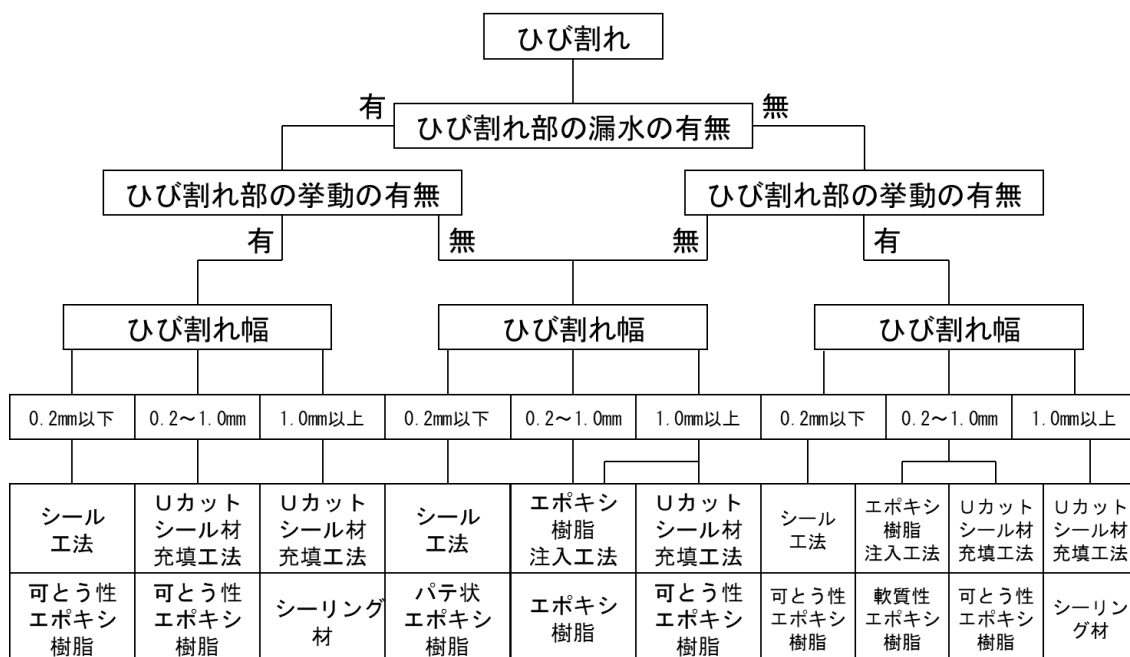 ひび割れ
有
無
ひび割れ部の漏水の有無
ひび割れ部の挙動の有無
ひび割れ部の挙動の有無
有
無
無
有
ひび割れ幅
ひび割れ幅
ひび割れ幅
0.2mm以下
0.2～1.0mm
1.0mm以上
0.2mm以下
0.2～1.0mm
1.0mm以上
0.2mm以下
0.2～1.0mm
1.0mm以上
シール
工法
Ｕカット
シール材
充填工法
Ｕカット
シール材
充填工法
シール
工法
エポキシ
樹脂
注入工法
Ｕカット
シール材
充填工法
シール
工法
エポキシ
樹脂
注入工法
Ｕカット
シール材
充填工法
Ｕカット
シール材
充填工法
可とう性
エポキシ
樹脂
可とう性
エポキシ
樹脂
シーリング
材
パテ状
エポキシ
樹脂
エポキシ
樹脂
可とう性
エポキシ
樹脂
可とう性
エポキシ
樹脂
軟質性
エポキシ
樹脂
可とう性
エポキシ
樹脂
シーリン
グ材